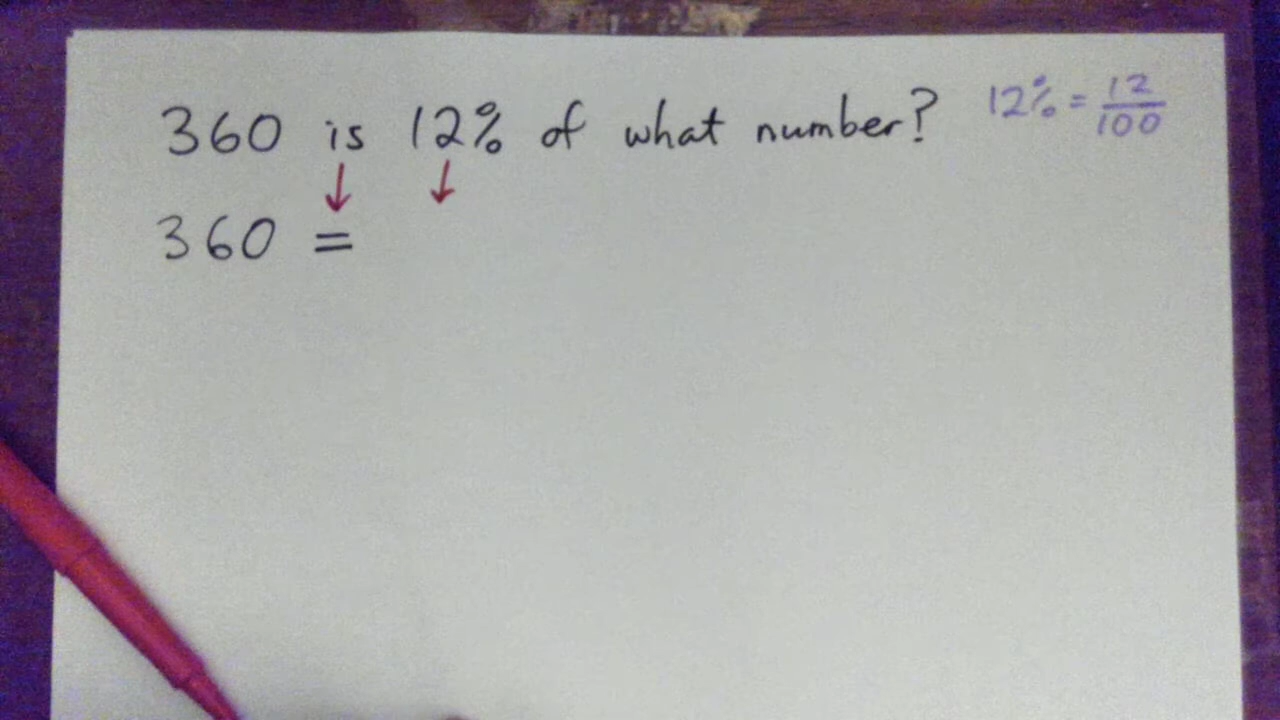 360 is 12% of what number?
12% = 12/100
360 =